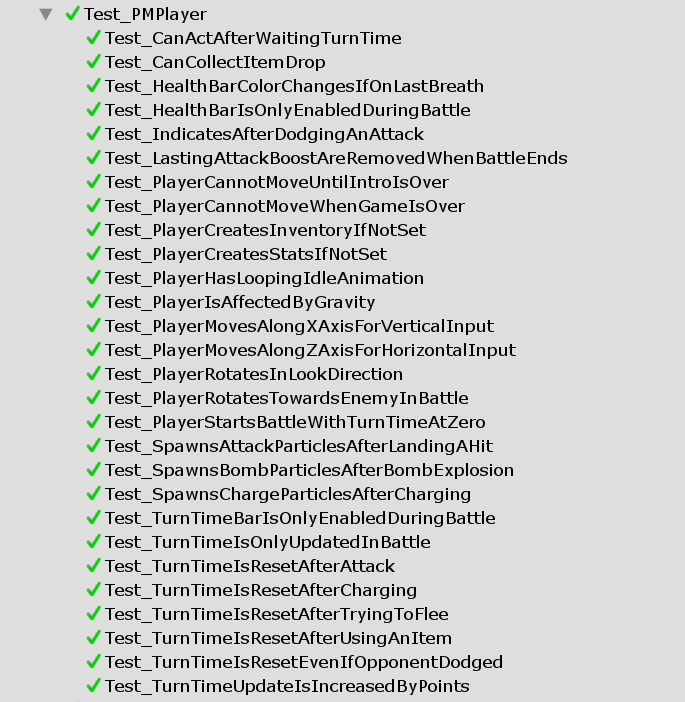 Test_PMPlayer
Test_CanActAfterWaitingTurnTime
Test_CanCollectItemDrop
Test_HealthBarColorChangesIfOnLastBreath
Test_HealthBarIsOnlyEnabledDuringBattle
Test_IndicatesAfterDodgingAnAttack
Test_LastingAttackBoostAreRemovedWhenBattleEnds
Test_PlayerCannotMoveUntilIntroIsOver
Test_PlayerCannotMoveWhenGameIsOver
Test_PlayerCreatesInventoryIfNotSet
Test_PlayerCreatesStatsIfNotSet
Test_PlayerHasLoopingIdleAnimation
Test_PlayerIsAffectedByGravity
Test_PlayerMovesAlongXAxisForVerticalInput
Test_PlayerMovesAlongZAxisForHorizontalInput
Test_PlayerRotatesInLookDirection
Test_PlayerRotatesTowardsEnemyInBattle
Test_PlayerStartsBattleWithTurnTimeAtZero
Test_SpawnsAttackParticlesAfterLandingAHit
Test_SpawnsBombParticlesAfterBombExplosion
Test_SpawnsChargeParticlesAfterCharging
Test_TurnTimeBarIsOnlyEnabledDuringBattle
Test_TurnTimeIsOnlyUpdatedInBattle
Test_TurnTimeIsResetAfterAttack
Test_TurnTimeIsResetAfterCharging
Test_TurnTimeIsResetAfterTryingToFlee
Test_TurnTimeIsResetAfterUsingAnItem
Test_TurnTimeIsResetEvenIfOpponentDodged
Test_TurnTimeUpdateIsIncreasedByPoints